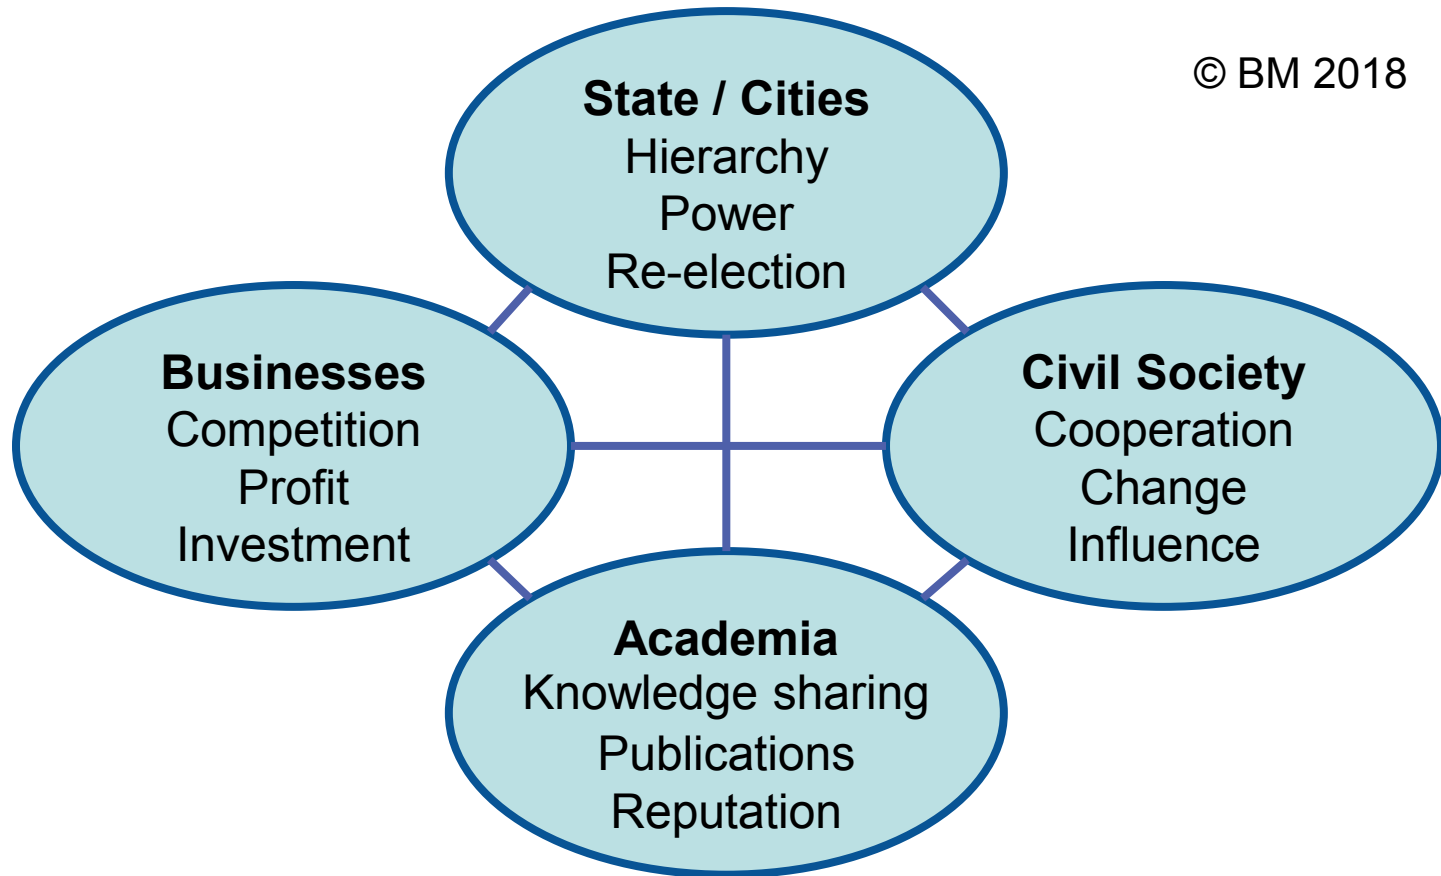 © BM 2018
State / Cities
Hierarchy
Power
Re-election
Businesses
Competition
Profit
Investment
Civil Society
Cooperation
Change
Influence
Academia
Knowledge sharing
Publications
Reputation